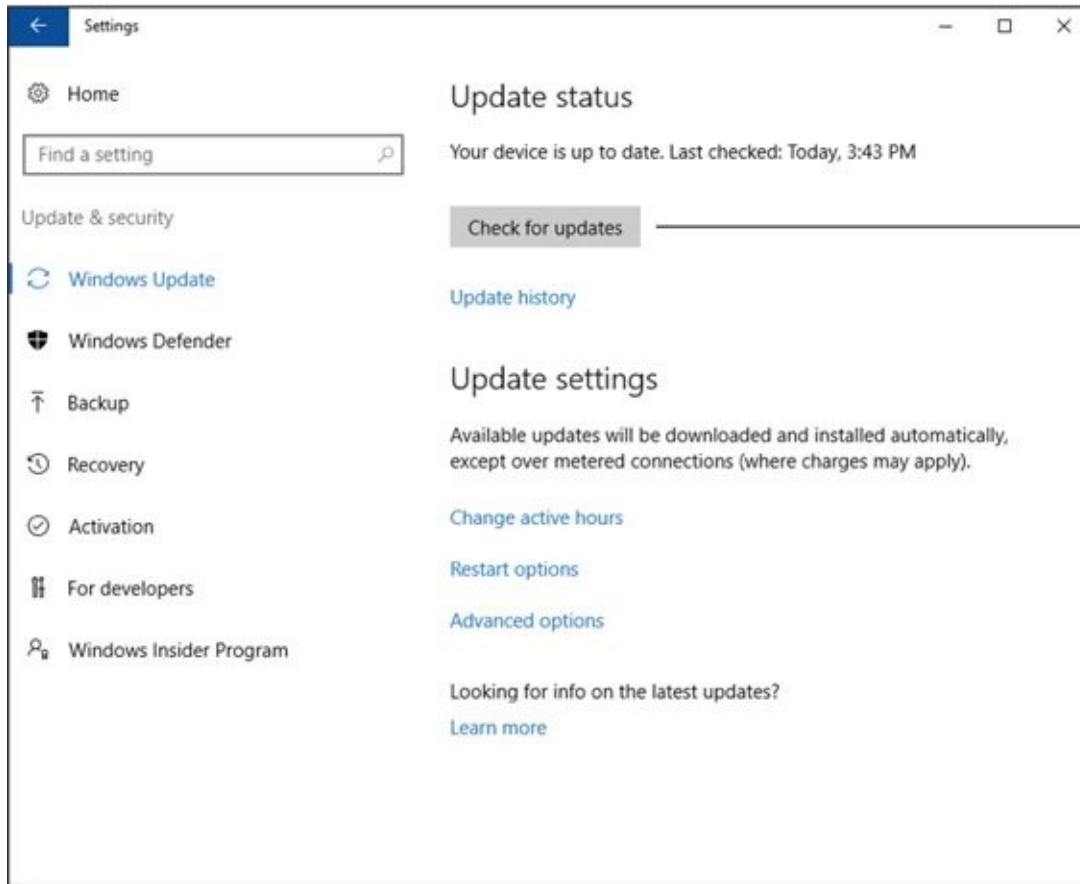 Settings
Home
Find a setting
Update & security
Windows Update
Windows Defender
Backup
Recovery
Activation
For developers
Windows Insider Program
Update status
Your device is up to date. Last checked: Today, 3:43 PM
Check for updates
Update history
Update settings
Available updates will be downloaded and installed automatically,
except over metered connections (where charges may apply).
Change active hours
Restart options
Advanced options
Looking for info on the latest updates?
Learn more